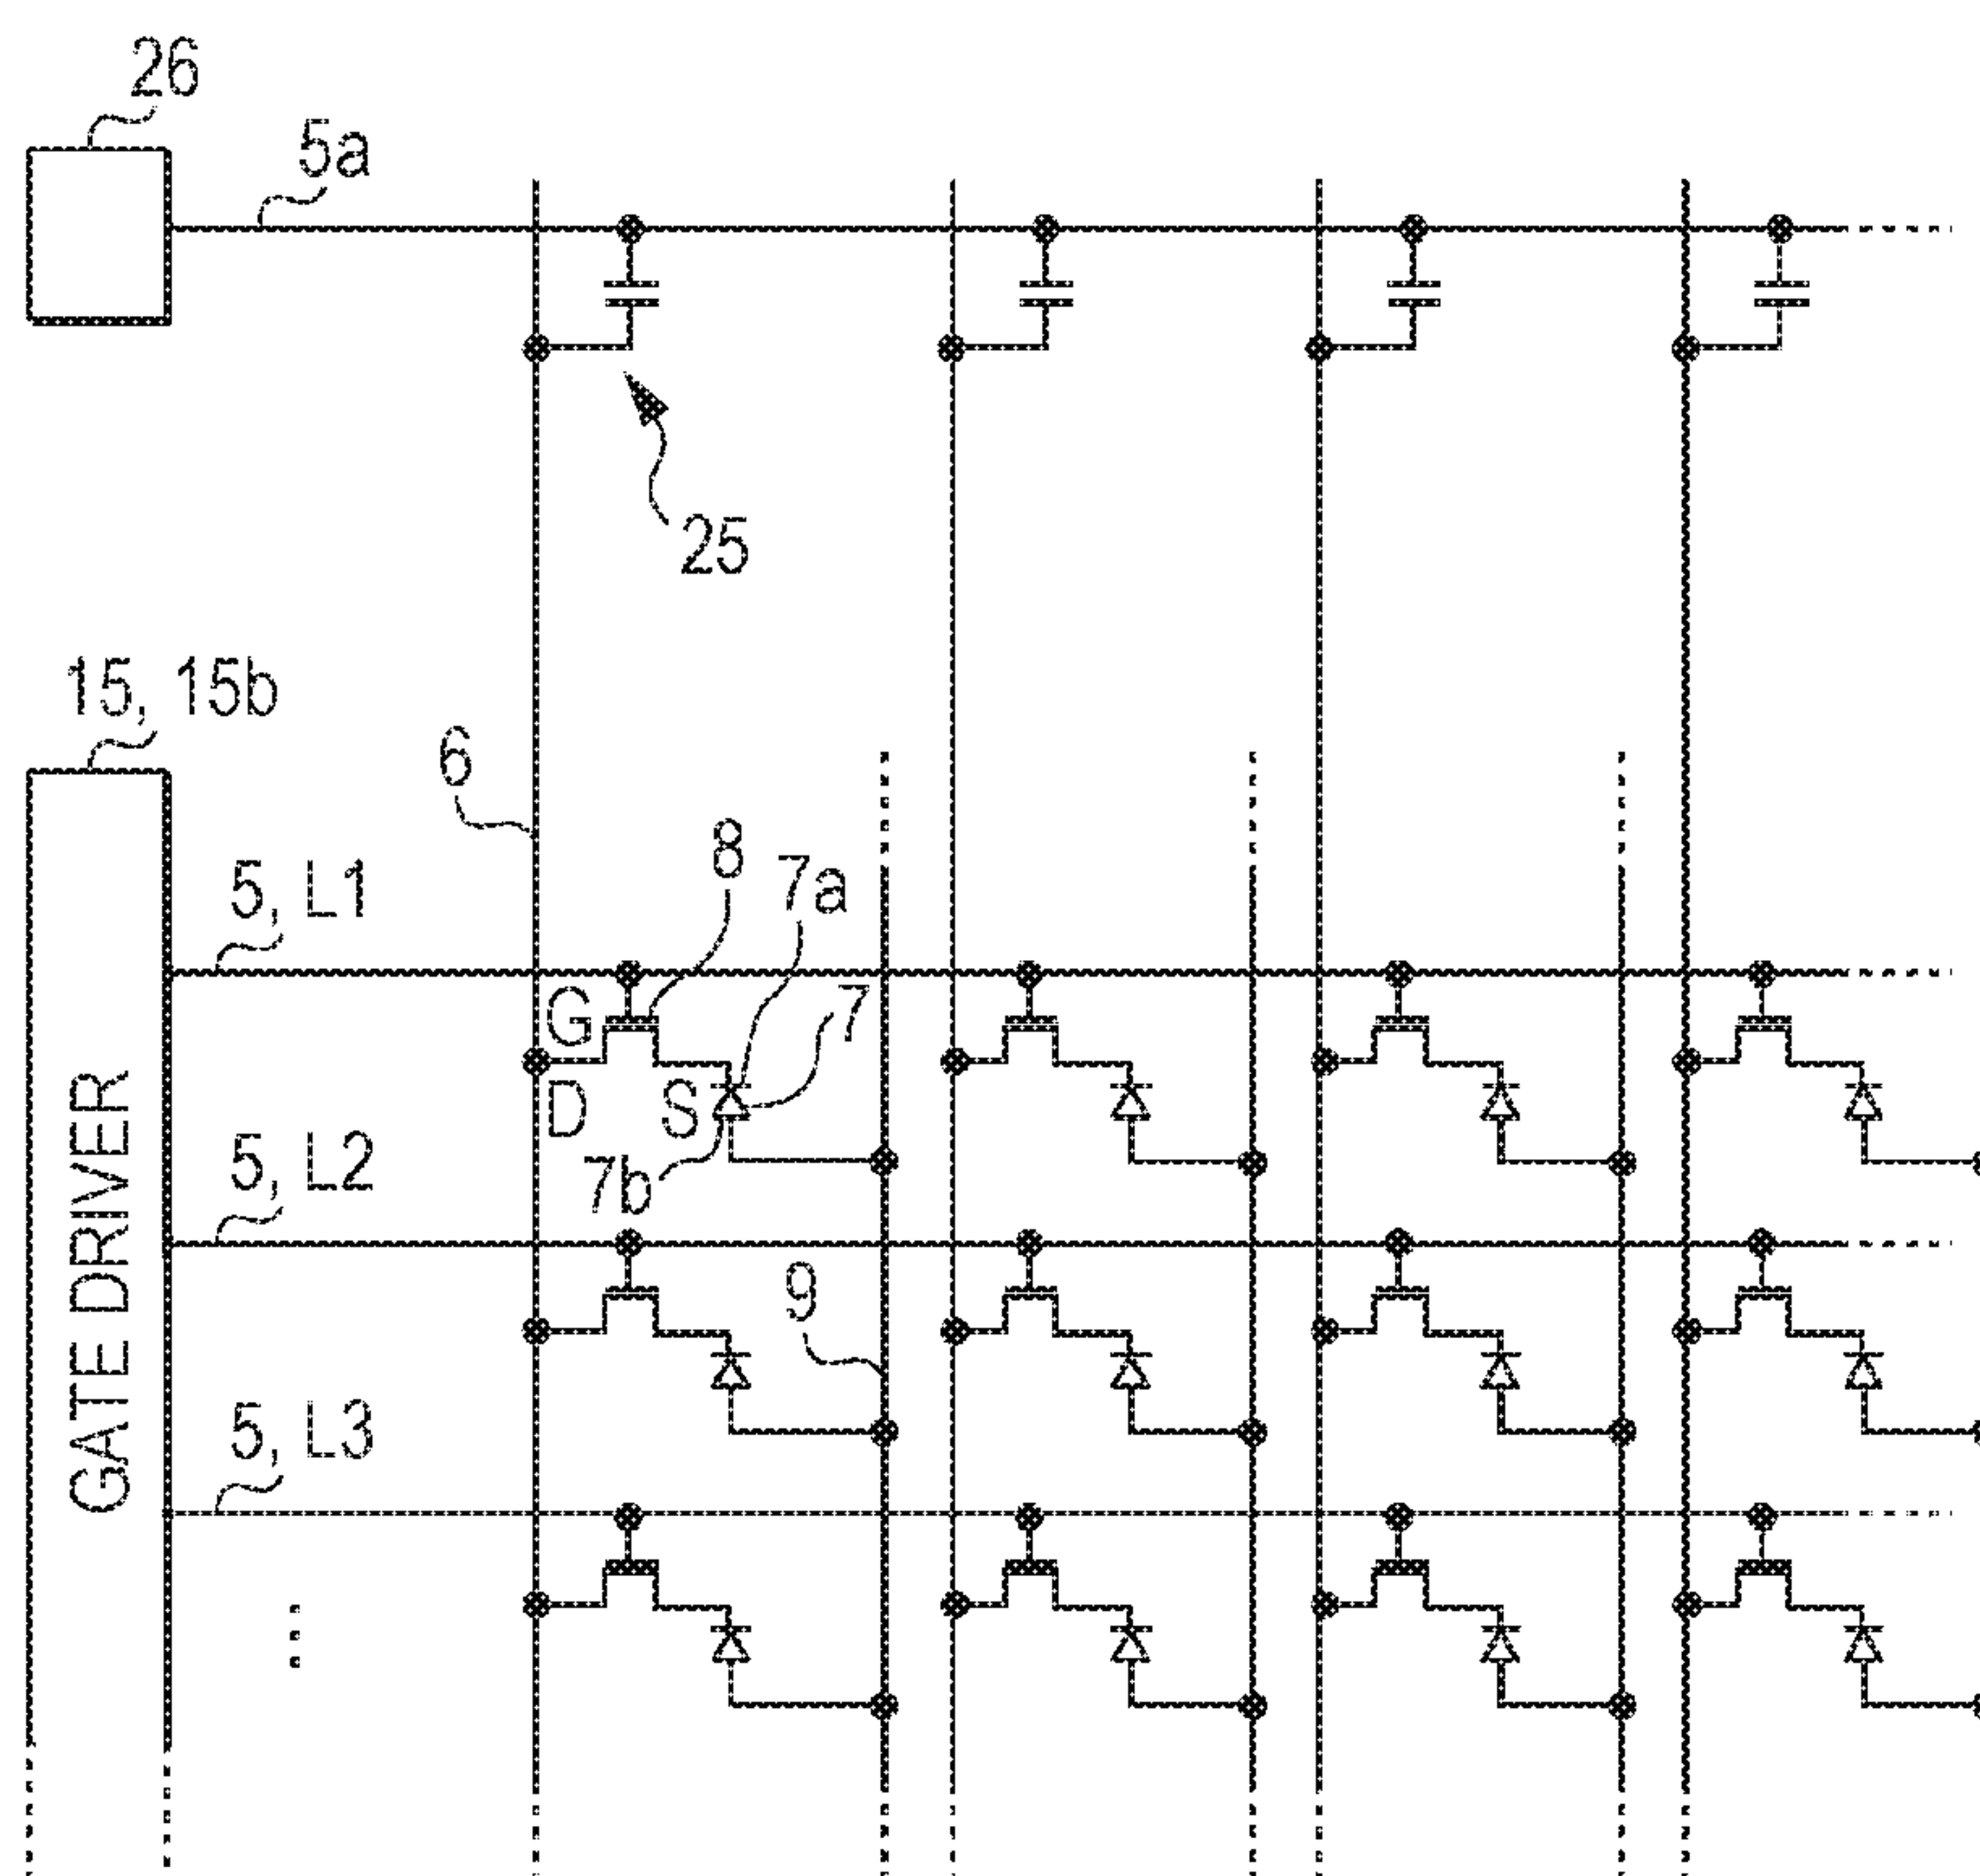 26
5a
25
15, 15b
6
8
7a
5, L1
G
7
D
S
5, L2
7b
9
5, L3
GATE DRIVER